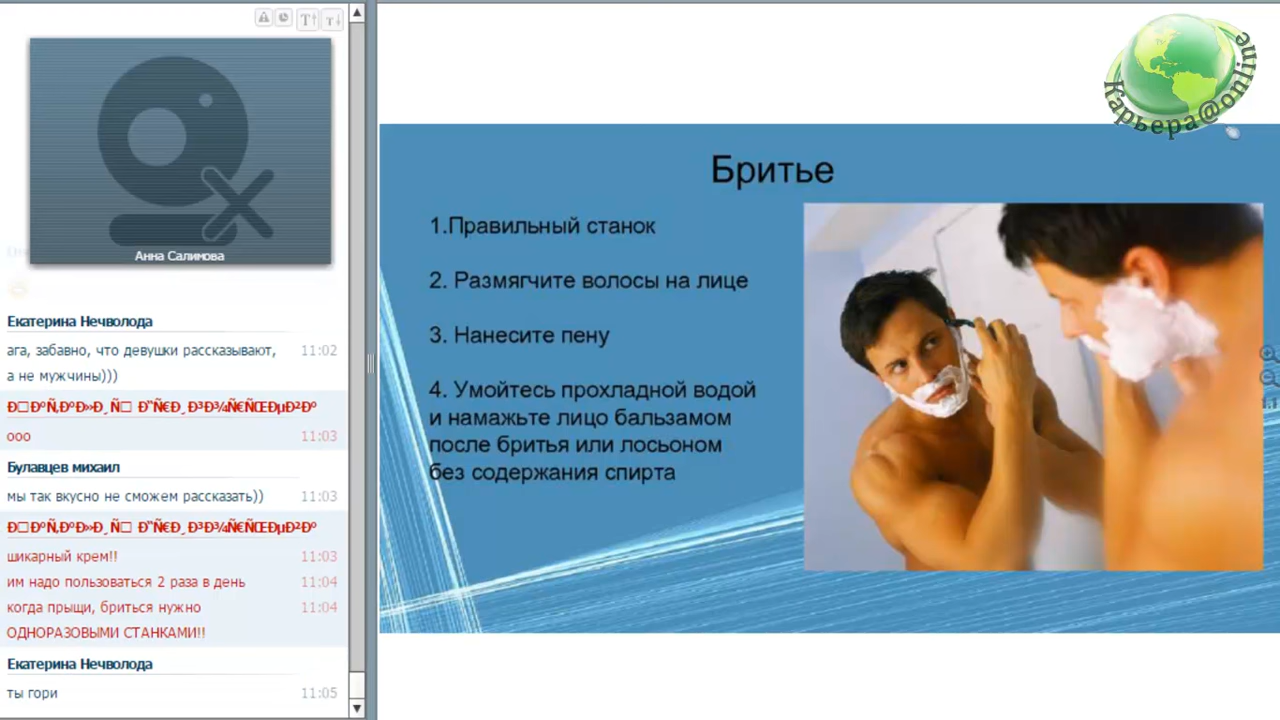 Анна Салимова
Екатерина Нечволода
ага, забавно, что девушки рассказывают, 11:02
а не мужчины)))
ооо 11:03
Булавцев михаил
мы так вкусно не сможем рассказать)) 11:03
шикарный крем!! 11:03
им надо пользоваться 2 раза в день 11:04
когда прыщи, бриться нужно 11:04
ОДНОРАЗОВЫМИ СТАНКАМИ!!
Екатерина Нечволода
ты гори 11:05
Карьера@online
Бритье
1.Правильный станок
2. Размягчите волосы на лице
3. Нанесите пену
4. Умойтесь прохладной водой
и намажьте лицо бальзамом
после бритья или лосьоном
без содержания спирта